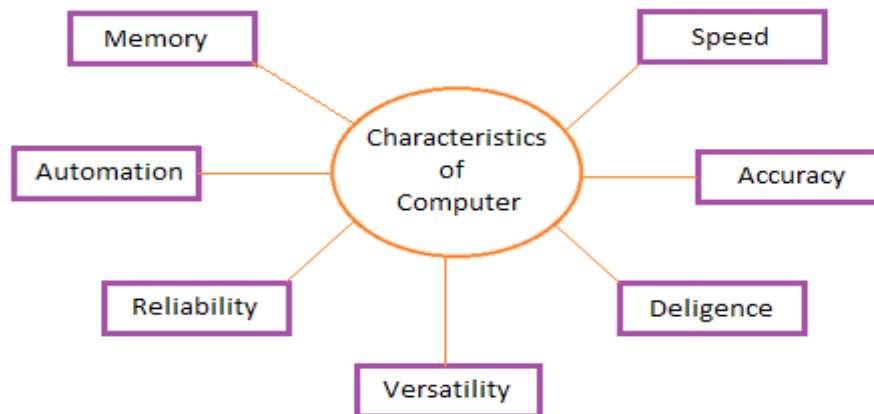 Memory
Speed
Characteristics
of
Computer
Automation
Accuracy
Reliability
Deligence
Versatility